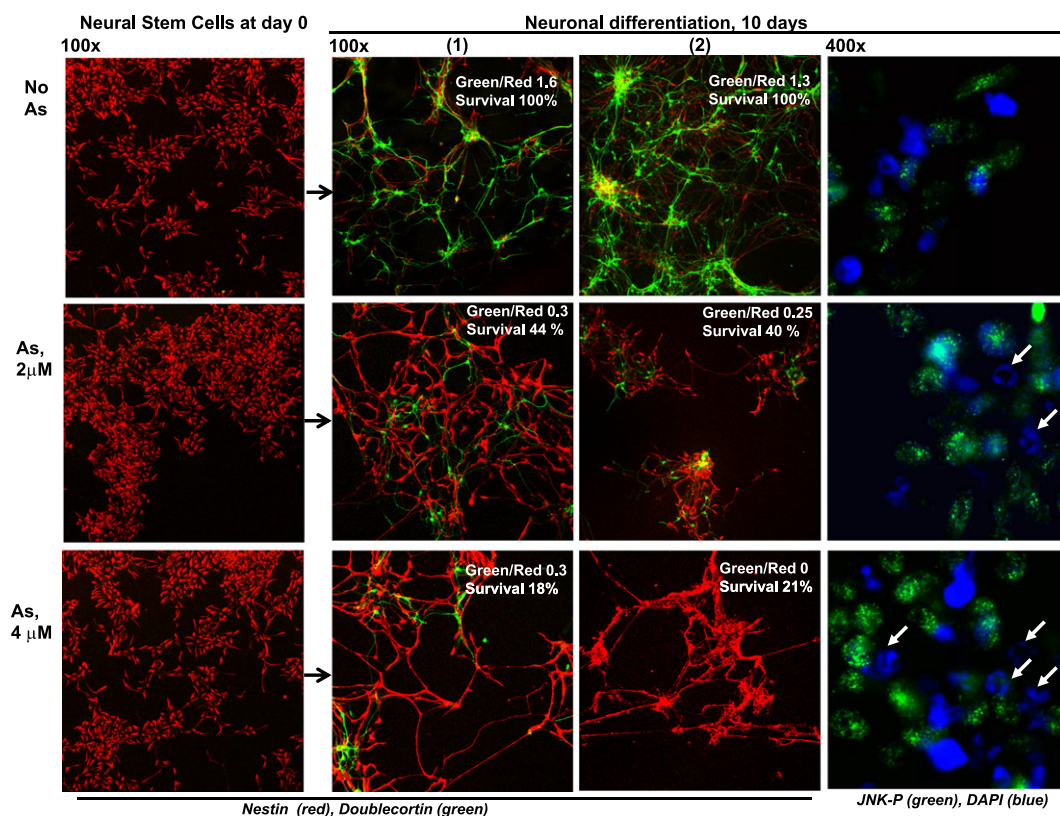 Neural Stem Cells at day 0
Neuronal differentiation, 10 days
100x
100x
(1)
(2)
400x
No
As
Green/Red 1.6
Survival 100%
Green/Red 1.3
Survival 100%
As,
2μM
Green/Red 0.3
Survival 44 %
Green/Red 0.25
Survival 40 %
As,
4 μM
Green/Red 0.3
Survival 18%
Green/Red 0
Survival 21%
Nestin (red), Doublecortin (green)
JNK-P (green), DAPI (blue)